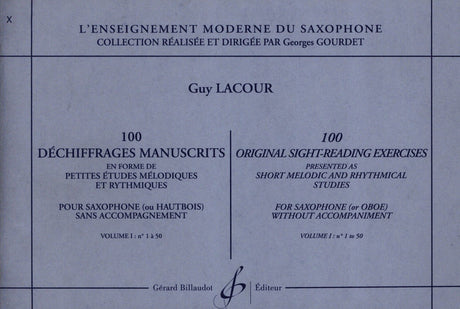 X
L'ENSEIGNEMENT MODERNE DU SAXOPHONE
COLLECTION RÉALISÉE ET DIRIGÉE PAR Georges GOURDET
Guy LACOUR
100
DÉCHIFFRAGES MANUSCRITS
EN FORME DE
PETITES ÉTUDES MÉLODIQUES
ET RYTHMIQUES
POUR SAXOPHONE (ou HAUTBOIS)
SANS ACCOMPAGNEMENT
VOLUME I : n° 1 à 50
100
ORIGINAL SIGHT-READING EXERCISES
PRESENTED AS
SHORT MELODIC AND RHYTHMICAL
STUDIES
FOR SAXOPHONE (or OBOE)
WITHOUT ACCOMPANIMENT
VOLUME I : n° 1 to 50
Gérard Billaudot Éditeur